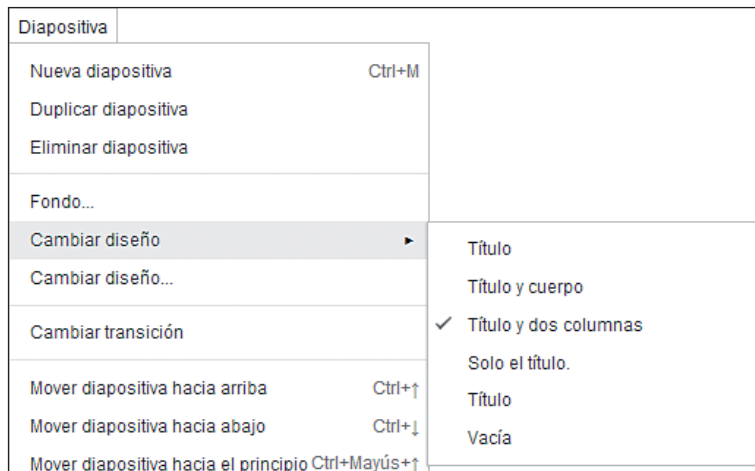 Diapositiva
Nueva diapositiva Ctrl+M
Duplicar diapositiva
Eliminar diapositiva
Fondo...
Cambiar diseño
Cambiar diseño...
Cambiar transición
Mover diapositiva hacia arriba Ctrl+↑
Mover diapositiva hacia abajo Ctrl+↓
Mover diapositiva hacia el principio Ctrl+Mayús+↑
Título
Título y cuerpo
Título y dos columnas
Solo el título.
Título
Vacía